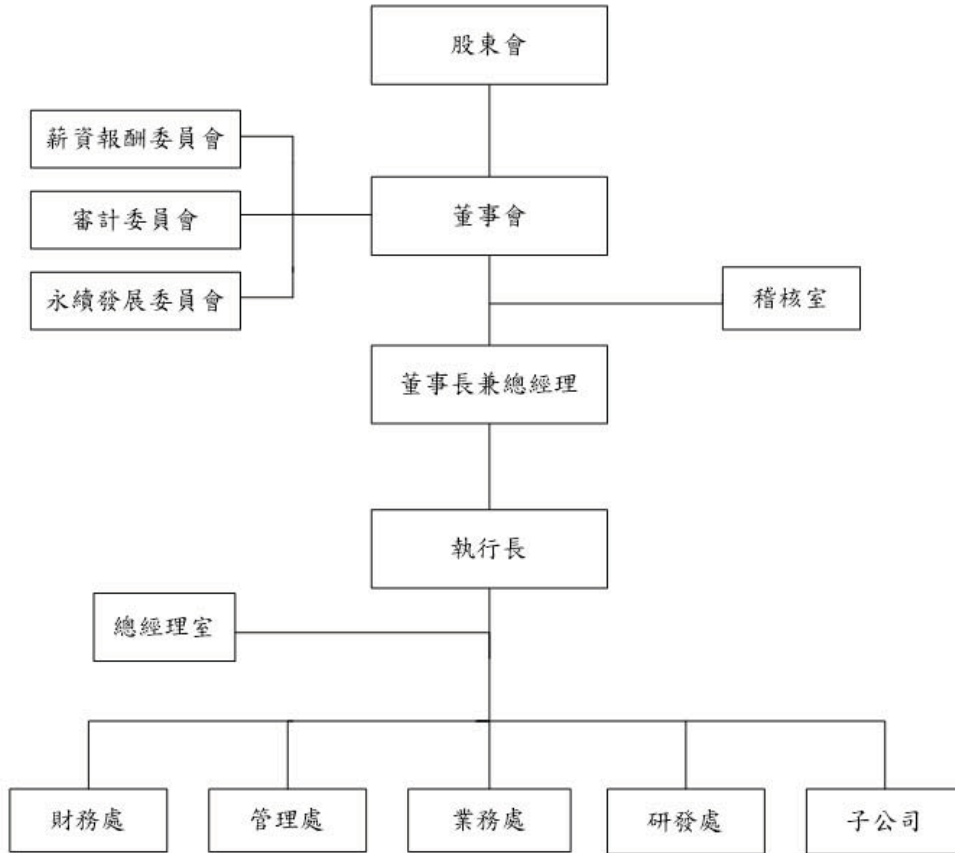 股東會
薪資報酬委員會
審計委員會
董事會
永續發展委員會
稽核室
董事長兼總經理
執行長
總經理室
財務處
管理處
業務處
研發處
子公司